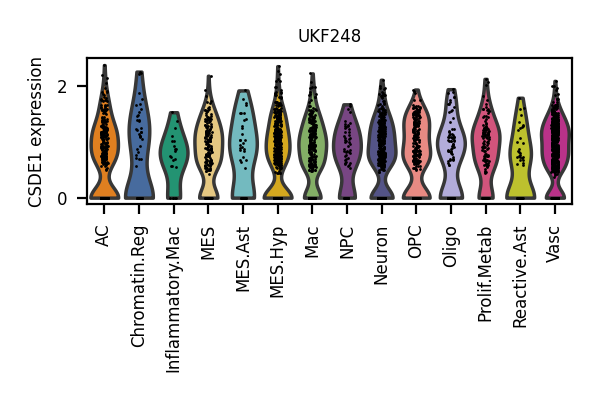 UKF248
CSDE1 expression
2
0
AC
Chromatin.Reg
Inflammatory.Mac
MES
MES.Ast
MES.Hyp
Mac
NPC
Neuron
OPC
Oligo
Prolif.Metab
Reactive.Ast
Vasc